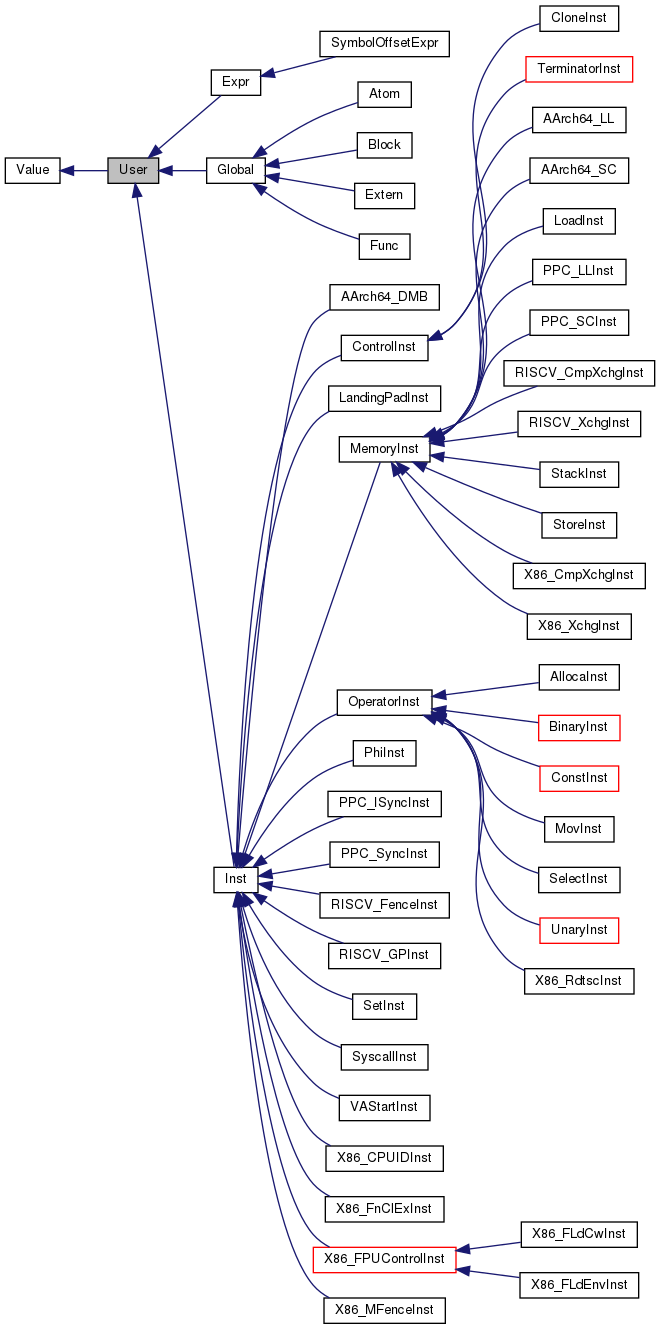 CloneInst
SymbolOffsetExpr
TerminatorInst
Expr
Atom
AArch64_LL
Block
Value
User
Global
AArch64_SC
Extern
LoadInst
Func
PPC_LLInst
AArch64_DMB
PPC_SCInst
ControlInst
RISCV_CmpXchgInst
LandingPadInst
RISCV_XchgInst
MemoryInst
StackInst
StoreInst
X86_CmpXchgInst
X86_XchgInst
AllocaInst
OperatorInst
BinaryInst
PhiInst
ConstInst
PPC_ISyncInst
MovInst
PPC_SyncInst
Inst
SelectInst
RISCV_FenceInst
UnaryInst
RISCV_GPInst
X86_RdtscInst
SetInst
SyscallInst
VAStartInst
X86_CPUIDInst
X86_FnClExInst
X86_FLdCwInst
X86_FPUControlInst
X86_FLdEnvInst
X86_MFenceInst